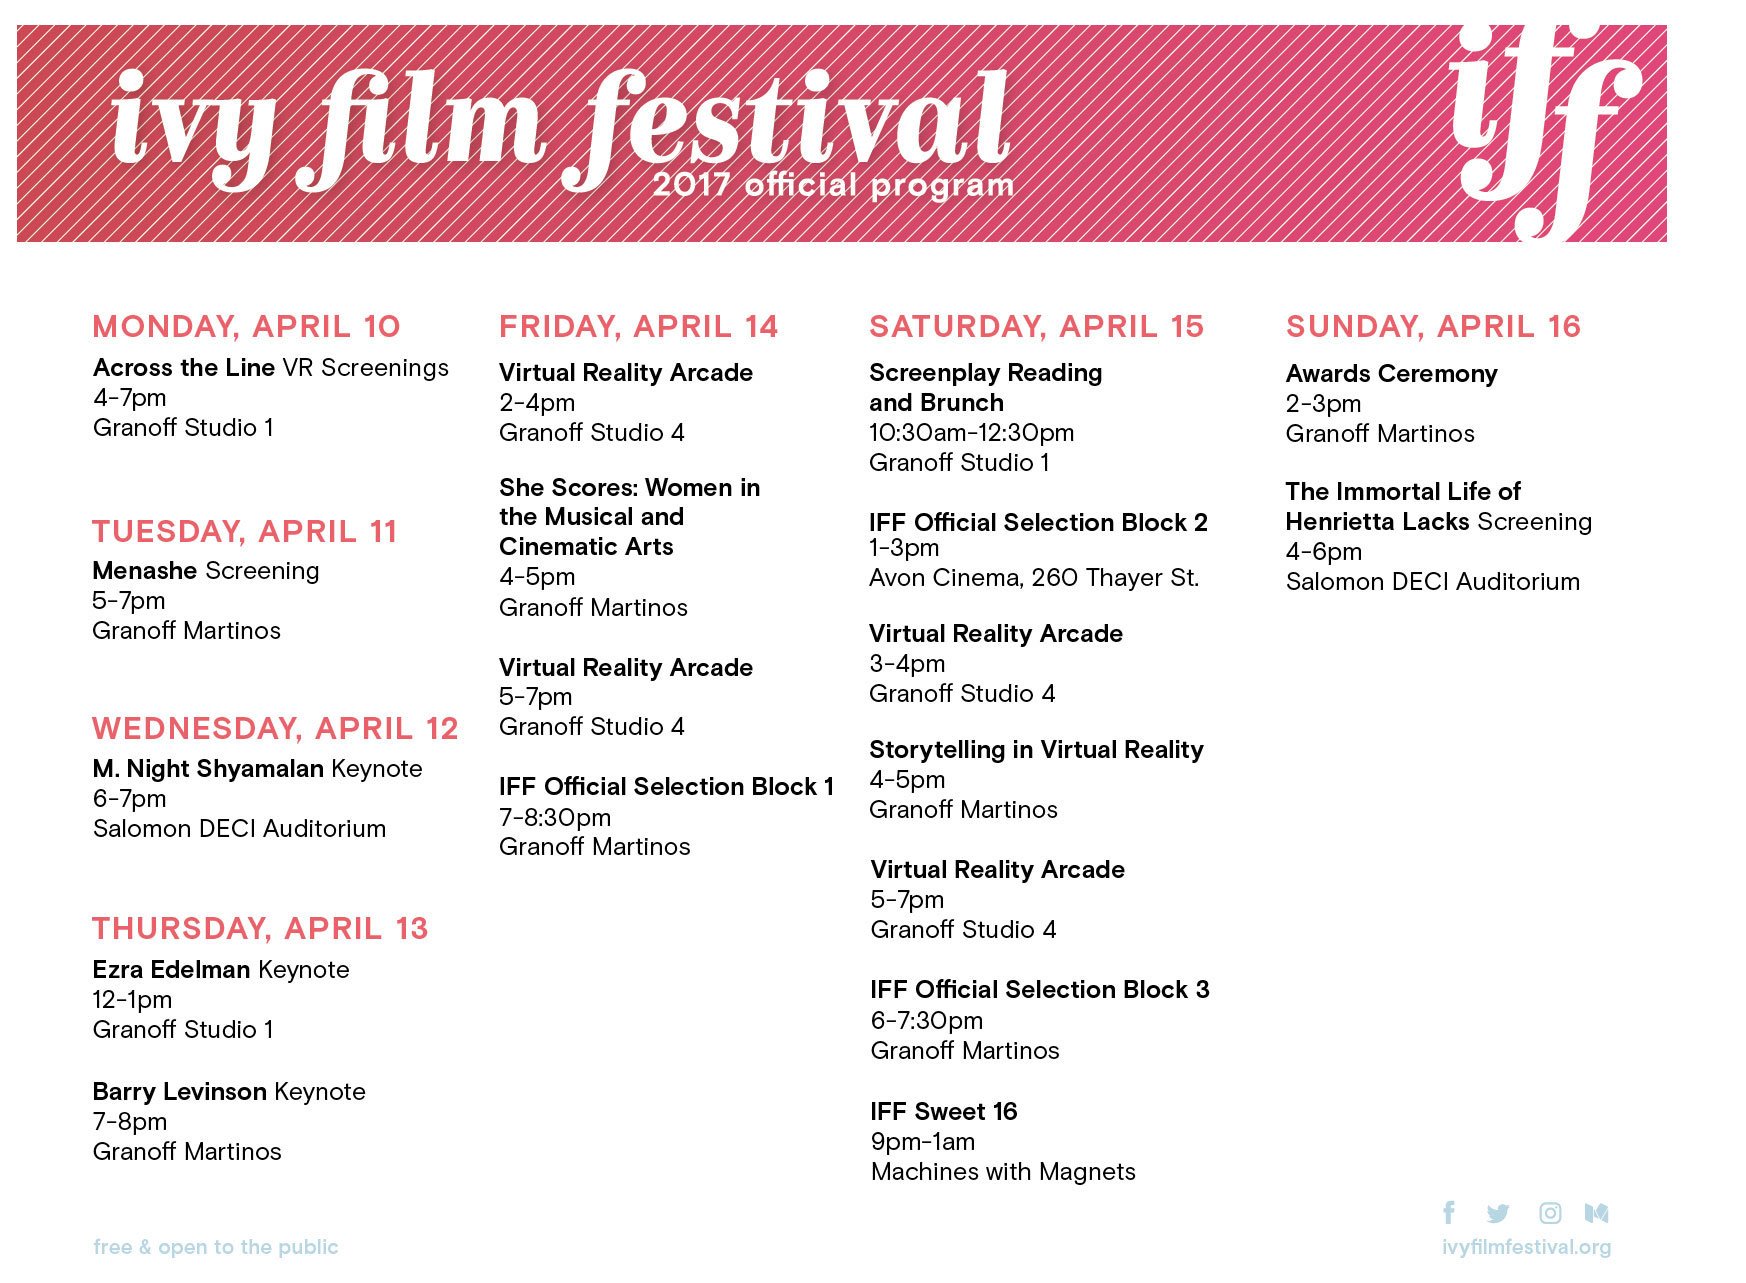 ivy film festival
2017 official program
iff
MONDAY, APRIL 10
Across the Line VR Screenings
4-7pm
Granoff Studio 1
TUESDAY, APRIL 11
Menashe Screening
5-7pm
Granoff Martinos
WEDNESDAY, APRIL 12
M. Night Shyamalan Keynote
6-7pm
Salomon DECI Auditorium
THURSDAY, APRIL 13
Ezra Edelman Keynote
12-1pm
Granoff Studio 1
Barry Levinson Keynote
7-8pm
Granoff Martinos
FRIDAY, APRIL 14
Virtual Reality Arcade
2-4pm
Granoff Studio 4
She Scores: Women in
the Musical and
Cinematic Arts
4-5pm
Granoff Martinos
Virtual Reality Arcade
5-7pm
Granoff Studio 4
IFF Official Selection Block 1
7-8:30pm
Granoff Martinos
SATURDAY, APRIL 15
Screenplay Reading
and Brunch
10:30am-12:30pm
Granoff Studio 1
IFF Official Selection Block 2
1-3pm
Avon Cinema, 260 Thayer St.
Virtual Reality Arcade
3-4pm
Granoff Studio 4
Storytelling in Virtual Reality
4-5pm
Granoff Martinos
Virtual Reality Arcade
5-7pm
Granoff Studio 4
IFF Official Selection Block 3
6-7:30pm
Granoff Martinos
IFF Sweet 16
9pm-1am
Machines with Magnets
SUNDAY, APRIL 16
Awards Ceremony
2-3pm
Granoff Martinos
The Immortal Life of
Henrietta Lacks Screening
4-6pm
Salomon DECI Auditorium
free & open to the public
ivyfilmfestival.org